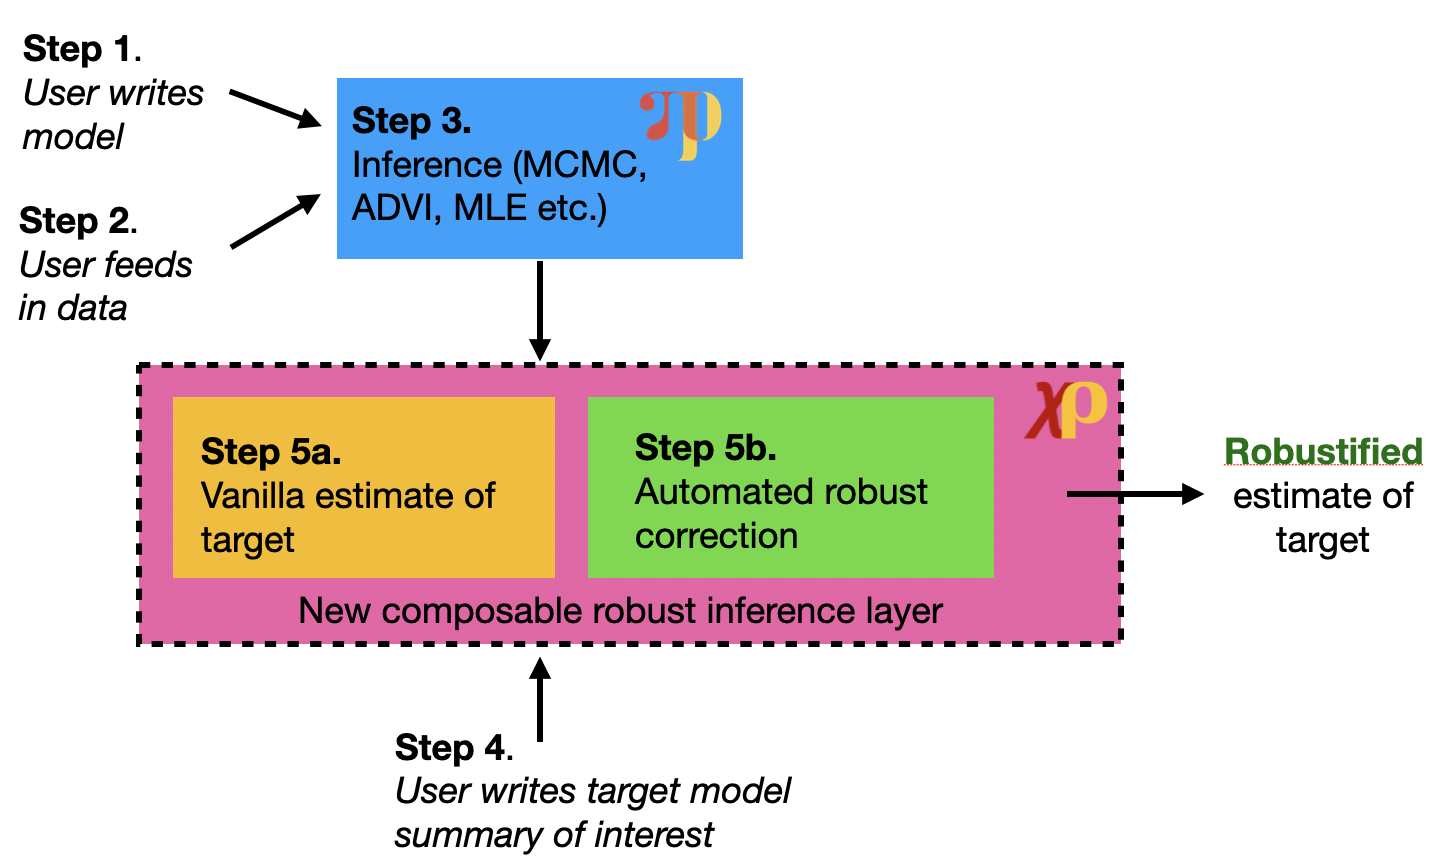 Step 1.
User writes
model
Step 2.
User feeds
in data
Step 3.
Inference (MCMC,
ADVI, MLE etc.)
Step 5a.
Vanilla estimate of
target
Step 5b.
Automated robust
correction
χρ
New composable robust inference layer
Robustified
estimate of
target
Step 4.
User writes target model
summary of interest